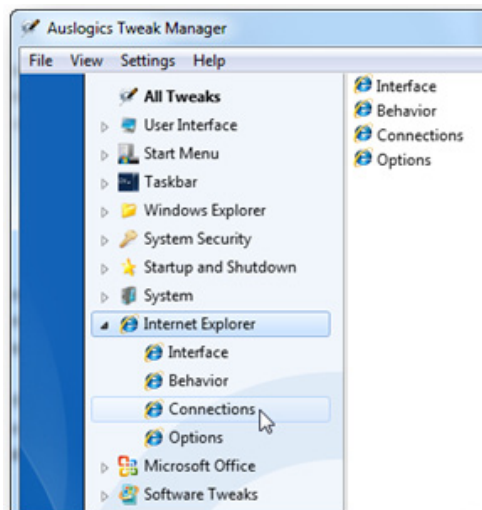 Auslogics Tweak Manager
File View Settings Help
All Tweaks
User Interface
Start Menu
Taskbar
Windows Explorer
System Security
Startup and Shutdown
System
Internet Explorer
Interface
Behavior
Connections
Options
Microsoft Office
Software Tweaks
Interface
Behavior
Connections
Options